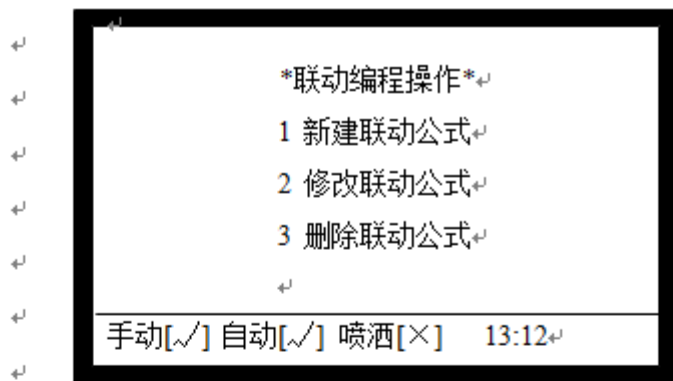 *联动编程操作*
1 新建联动公式
2 修改联动公式
3 删除联动公式
手动[√] 自动[√] 喷洒[×] 13:12